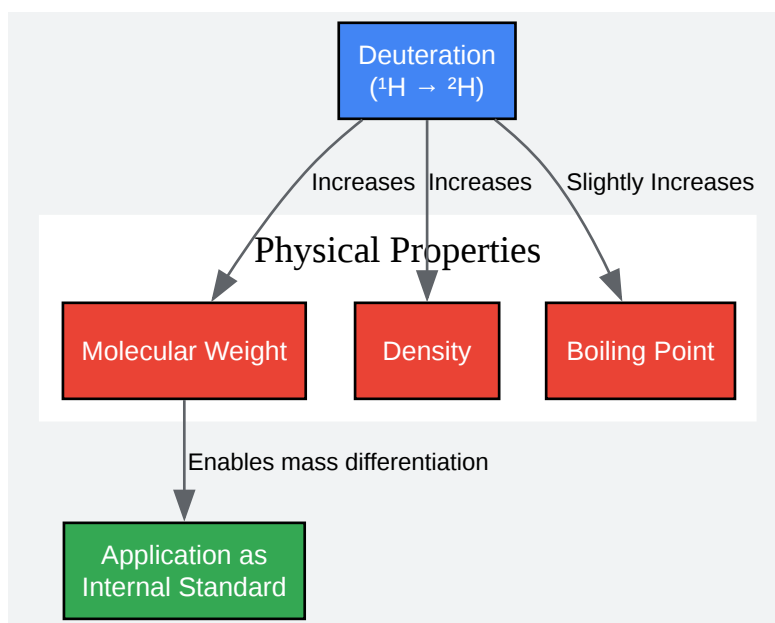 Deuteration
(¹H → ²H)
Increases
Increases
Slightly Increases
Physical Properties
Molecular Weight
Density
Boiling Point
Enables mass differentiation
Application as
Internal Standard